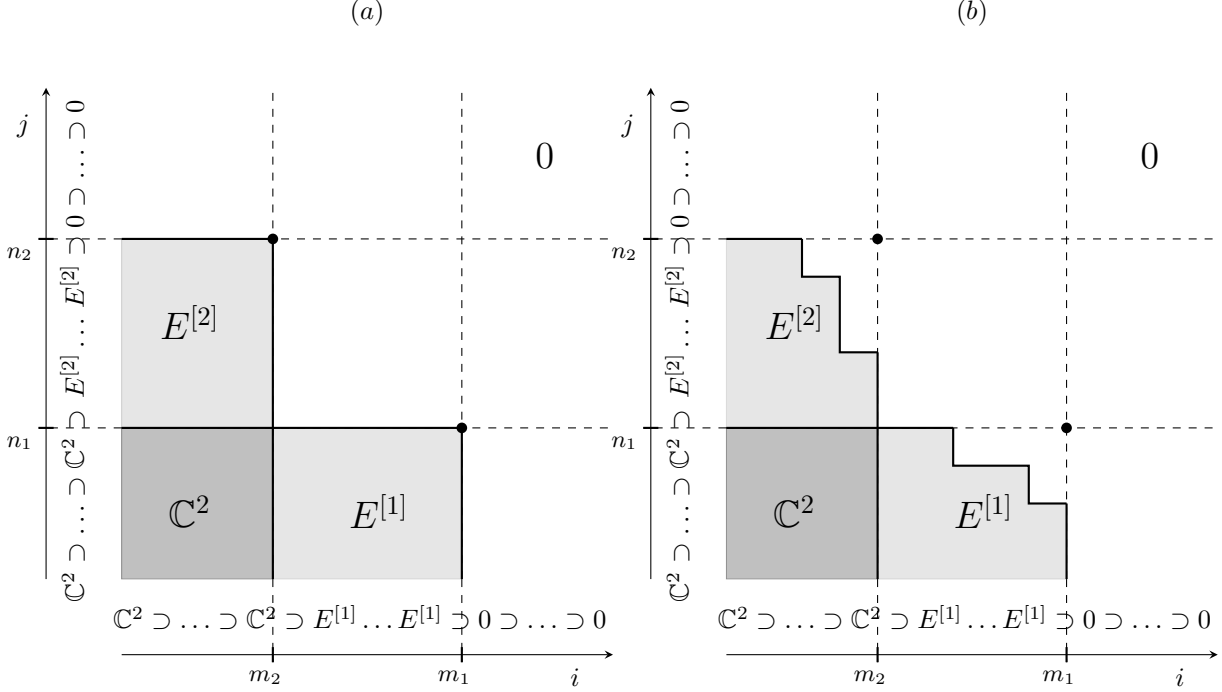 (a)
j
n₂
n₁
ℂ² ⊃ … ⊃ ℂ² ⊃ E^[2] … E^[2] ⊃ 0 ⊃ … ⊃ 0
0
E^[2]
ℂ²
E^[1]
ℂ² ⊃ … ⊃ ℂ² ⊃ E^[1] … E^[1] ⊃ 0 ⊃ … ⊃ 0
m₂
m₁
i
(b)
j
n₂
n₁
ℂ² ⊃ … ⊃ ℂ² ⊃ E^[2] … E^[2] ⊃ 0 ⊃ … ⊃ 0
0
E^[2]
ℂ²
E^[1]
ℂ² ⊃ … ⊃ ℂ² ⊃ E^[1] … E^[1] ⊃ 0 ⊃ … ⊃ 0
m₂
m₁
i